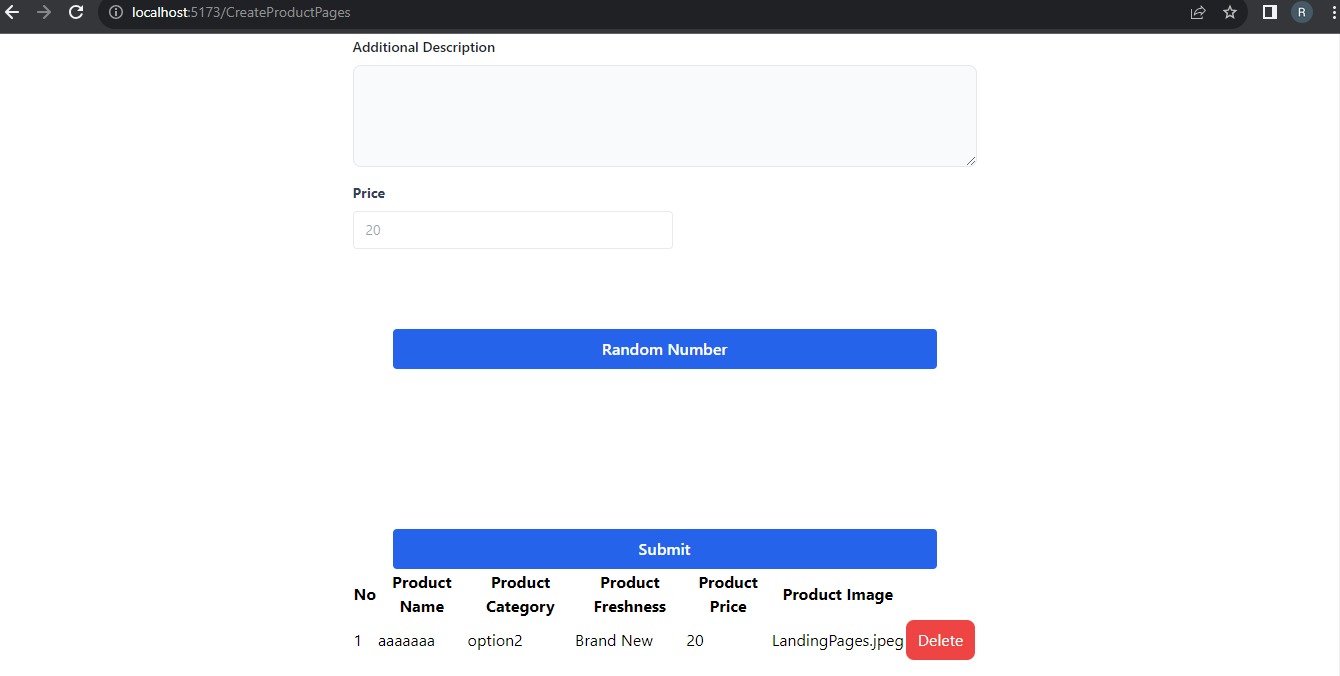 localhost:5173/CreateProductPages
R
Additional Description
Price
20
Random Number
Submit
No Product Name Product Category Product Freshness Product Price Product Image
1 aaaaaaa option2 Brand New 20 LandingPages.jpeg Delete